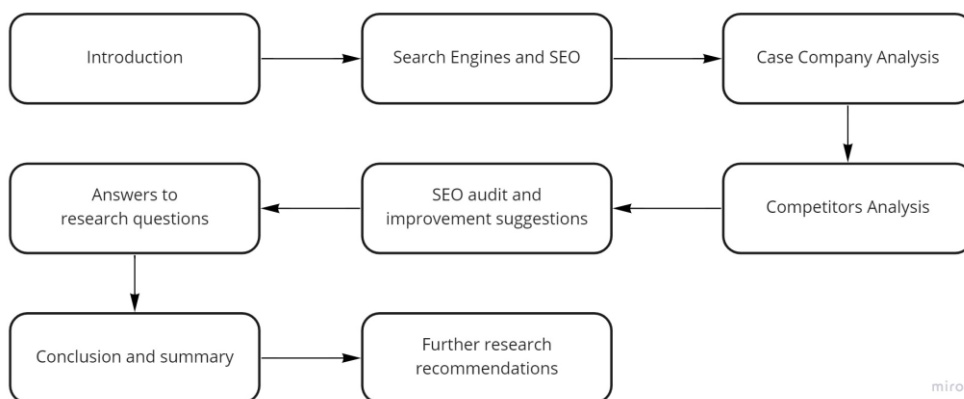 Introduction
Search Engines and SEO
Case Company Analysis
Competitors Analysis
SEO audit and
improvement suggestions
Answers to
research questions
Conclusion and summary
Further research
recommendations
miro